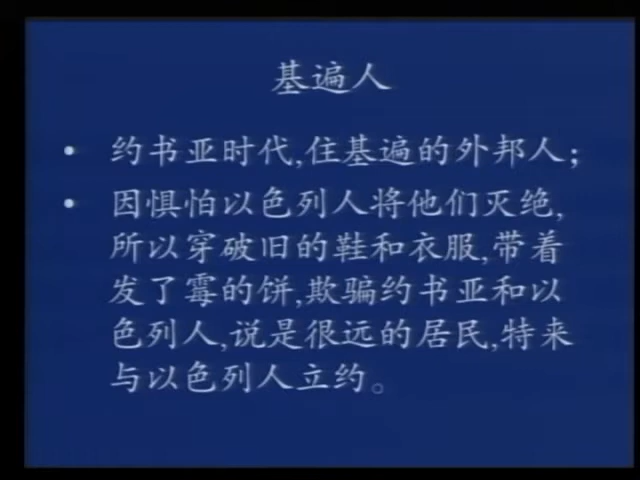 基遍人
• 约书亚时代,住基遍的外邦人;
• 因惧怕以色列人将他们灭绝,
所以穿破旧的鞋和衣服,带着
发了霉的饼,欺骗约书亚和以
色列人,说是很远的居民,特来
与以色列人立约。